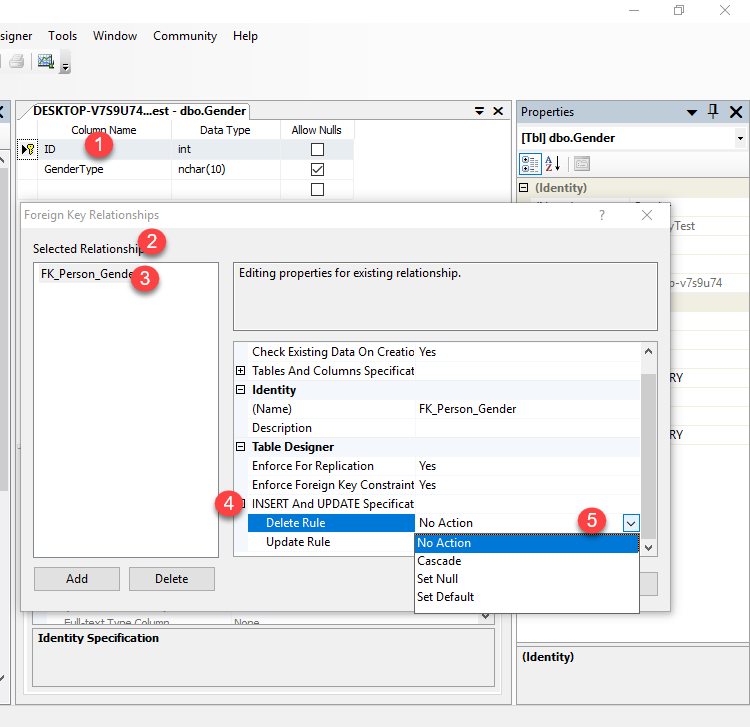 signer Tools Window Community Help
DESKTOP-V7S9U74...est - dbo.Gender
Column Name Data Type Allow Nulls
1
ID int
GenderType nchar(10)
Properties
[Tbl] dbo.Gender
(Identity)
yTest
p-v7s9u74
RY
RY
Foreign Key Relationships
?
Selected Relationship
2
FK_Person_Gende
3
Editing properties for existing relationship.
Check Existing Data On Creatio Yes
Tables And Columns Specificat
Identity
(Name) FK_Person_Gender
Description
Table Designer
Enforce For Replication Yes
Enforce Foreign Key Constraint Yes
4
INSERT And UPDATE Specificat
Delete Rule No Action
5
Update Rule
No Action
Cascade
Set Null
Set Default
Add Delete
Full-text Type Column None
Identity Specification
(Identity)